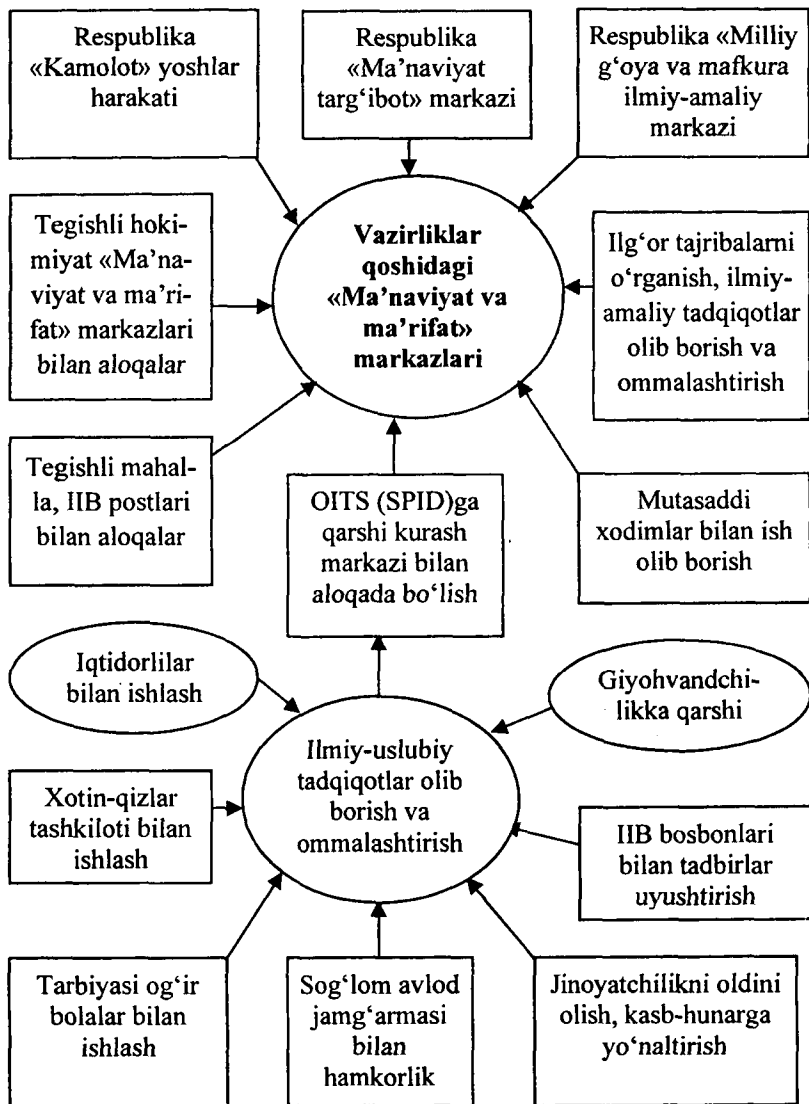 Respublika
«Kamolot» yoshlar
harakati
Respublika
«Ma’naviyat
targ‘ibot» markazi
Respublika «Milliy
g‘oya va mafkura
ilmiy-amaliy
markazi
Tegishli hoki-
miyat «Ma’na-
viyat va ma’ri-
fat» markazlari
bilan aloqalar
Vazirliklar
qoshidagi
«Ma’naviyat va
ma’rifat»
markazlari
Ilg‘or tajribalarni
o‘rganish, ilmiy-
amaliy tadqiqotlar
olib borish va
ommalashtirish
Tegishli mahal-
la, IIB postlari
bilan aloqalar
OITS (SPID)ga
qarshi kurash
markazi bilan
aloqada bo‘lish
Mutasaddi
xodimlar bilan ish
olib borish
Iqtidorlilar
bilan ishlash
Ilmiy-uslubiy
tadqiqotlar olib
borish va
ommalashtirish
Giyohvandchi-
likka qarshi
Xotin-qizlar
tashkiloti bilan
ishlash
IIB bosbonlari
bilan tadbirlar
uyushtirish
Tarbiyasi og‘ir
bolalar bilan
ishlash
Sog‘lom avlod
jamg‘armasi
bilan
hamkorlik
Jinoyatchilikni oldini
olish, kasb-hunarga
yo‘naltirish